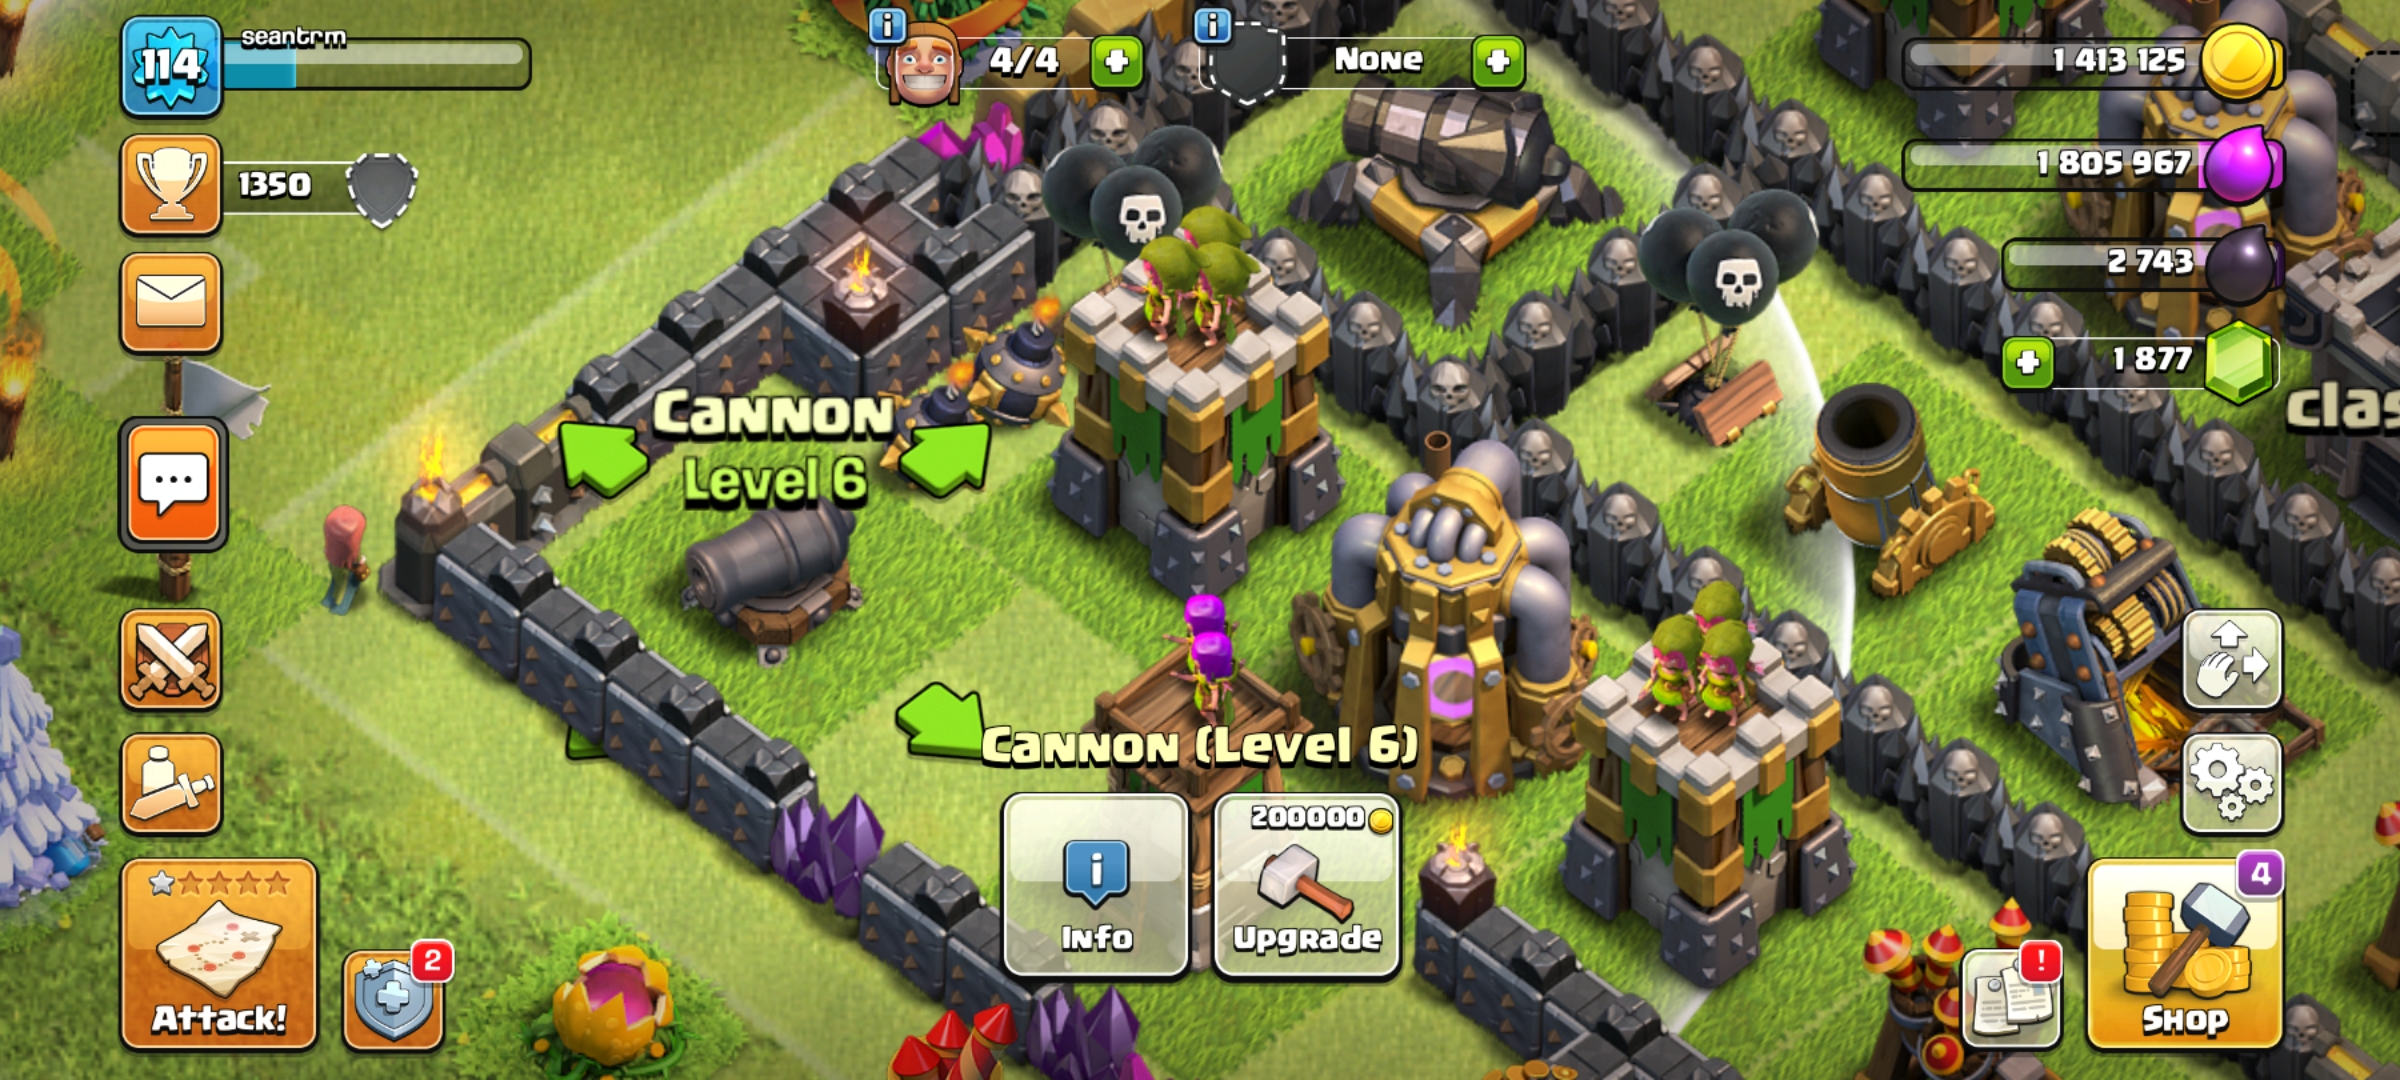 seantrm
114
4/4
None
1 413 125
1350
1 805 967
2 743
1 877
clas
Cannon
Level 6
Cannon (Level 6)
200000
Info
Upgrade
Attack!
2
!
4
Shop